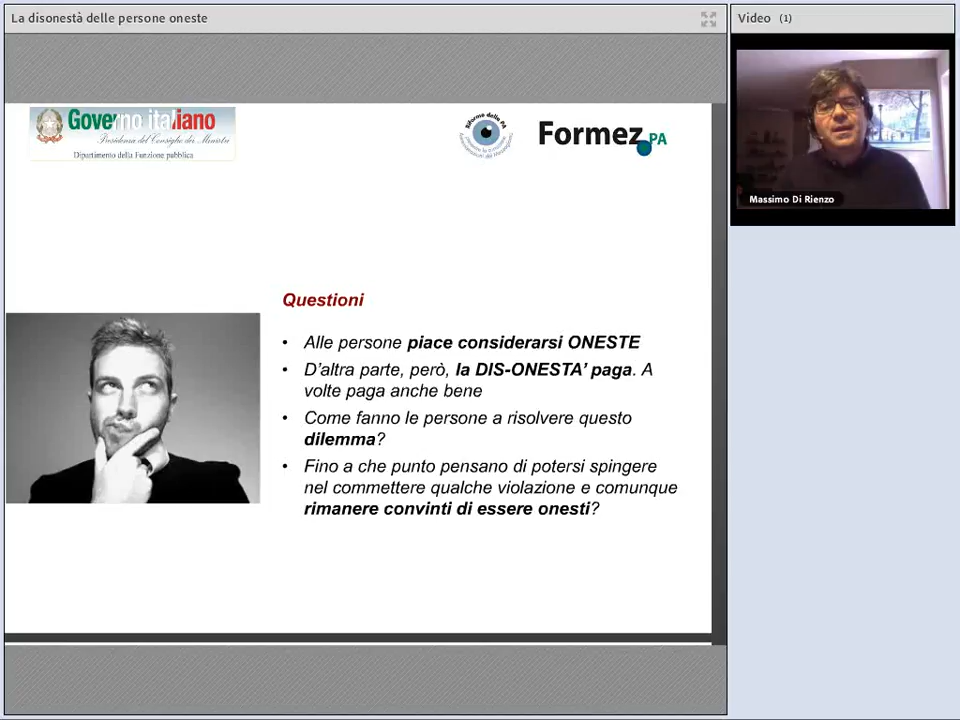 La disonestà delle persone oneste
Video (1)
Massimo Di Rienzo
Governo italiano
Presidenza del Consiglio dei Ministri
Dipartimento della Funzione pubblica
Riforme delle PA
Formez PA
Questioni
• Alle persone piace considerarsi ONESTE
• D'altra parte, però, la DIS-ONESTA' paga. A
volte paga anche bene
• Come fanno le persone a risolvere questo
dilemma?
• Fino a che punto pensano di potersi spingere
nel commettere qualche violazione e comunque
rimanere convinti di essere onesti?